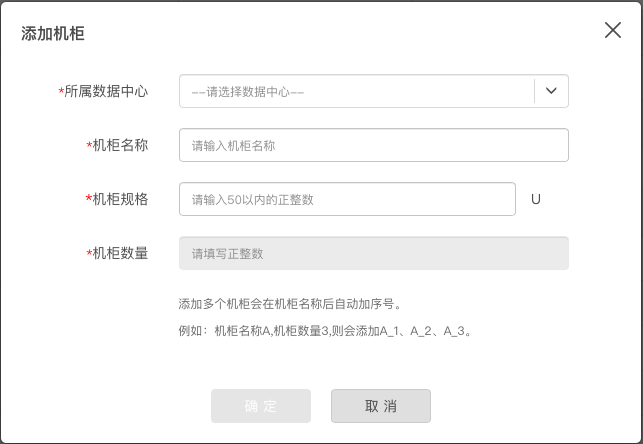 添加机柜
*所属数据中心
--请选择数据中心--
*机柜名称
请输入机柜名称
*机柜规格
请输入50以内的正整数
U
*机柜数量
请填写正整数
添加多个机柜会在机柜名称后自动加序号。
例如：机柜名称A,机柜数量3,则会添加A_1、A_2、A_3。
确 定
取 消